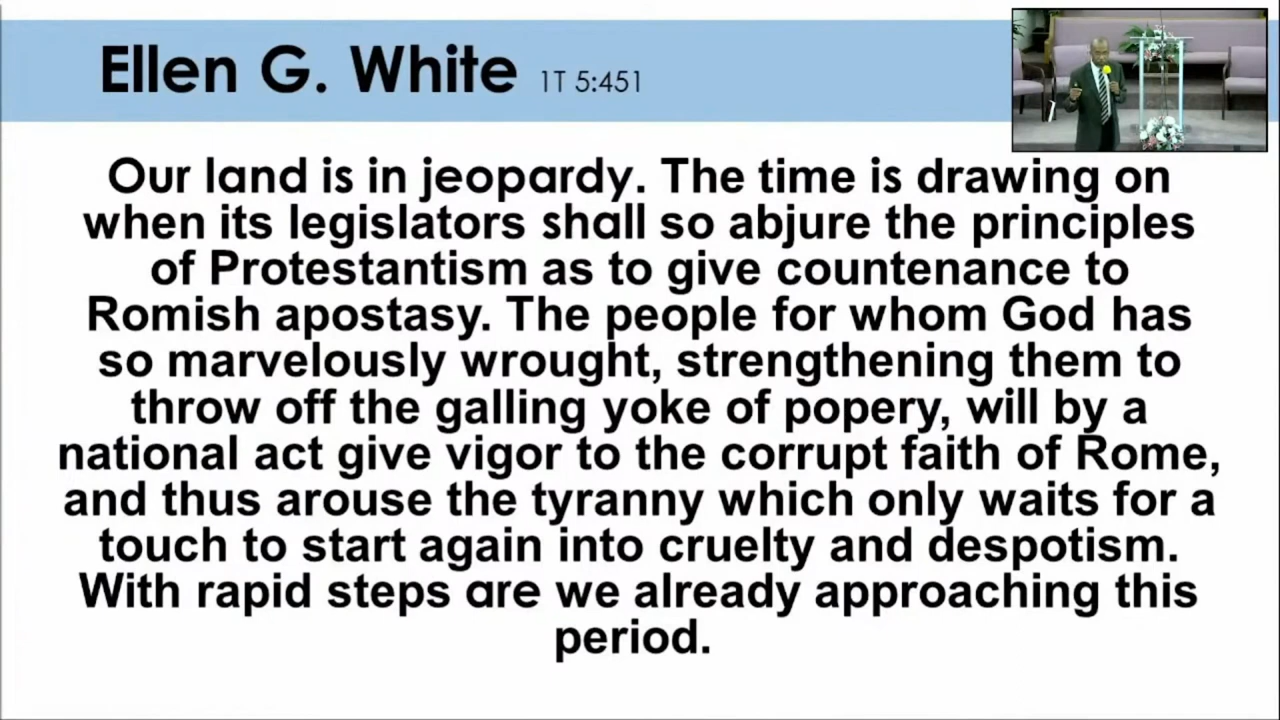 Ellen G. White 1T 5:451
Our land is in jeopardy. The time is drawing on
when its legislators shall so abjure the principles
of Protestantism as to give countenance to
Romish apostasy. The people for whom God has
so marvelously wrought, strengthening them to
throw off the galling yoke of popery, will by a
national act give vigor to the corrupt faith of Rome,
and thus arouse the tyranny which only waits for a
touch to start again into cruelty and despotism.
With rapid steps are we already approaching this
period.